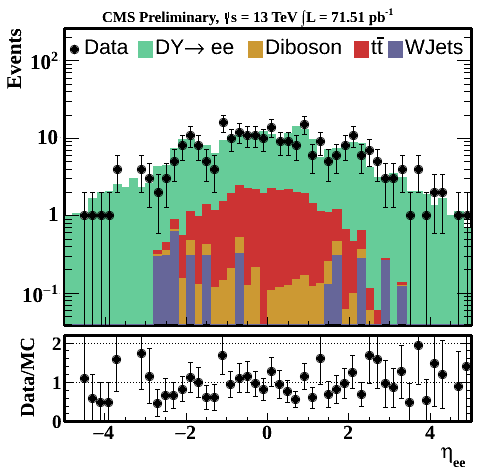 CMS Preliminary, √s = 13 TeV ∫L = 71.51 pb⁻¹
Events
Data DY→ ee Diboson tt̄ WJets
10²
10
1
10⁻¹
Data/MC
2
1
0
−4 −2 0 2 4
ηee